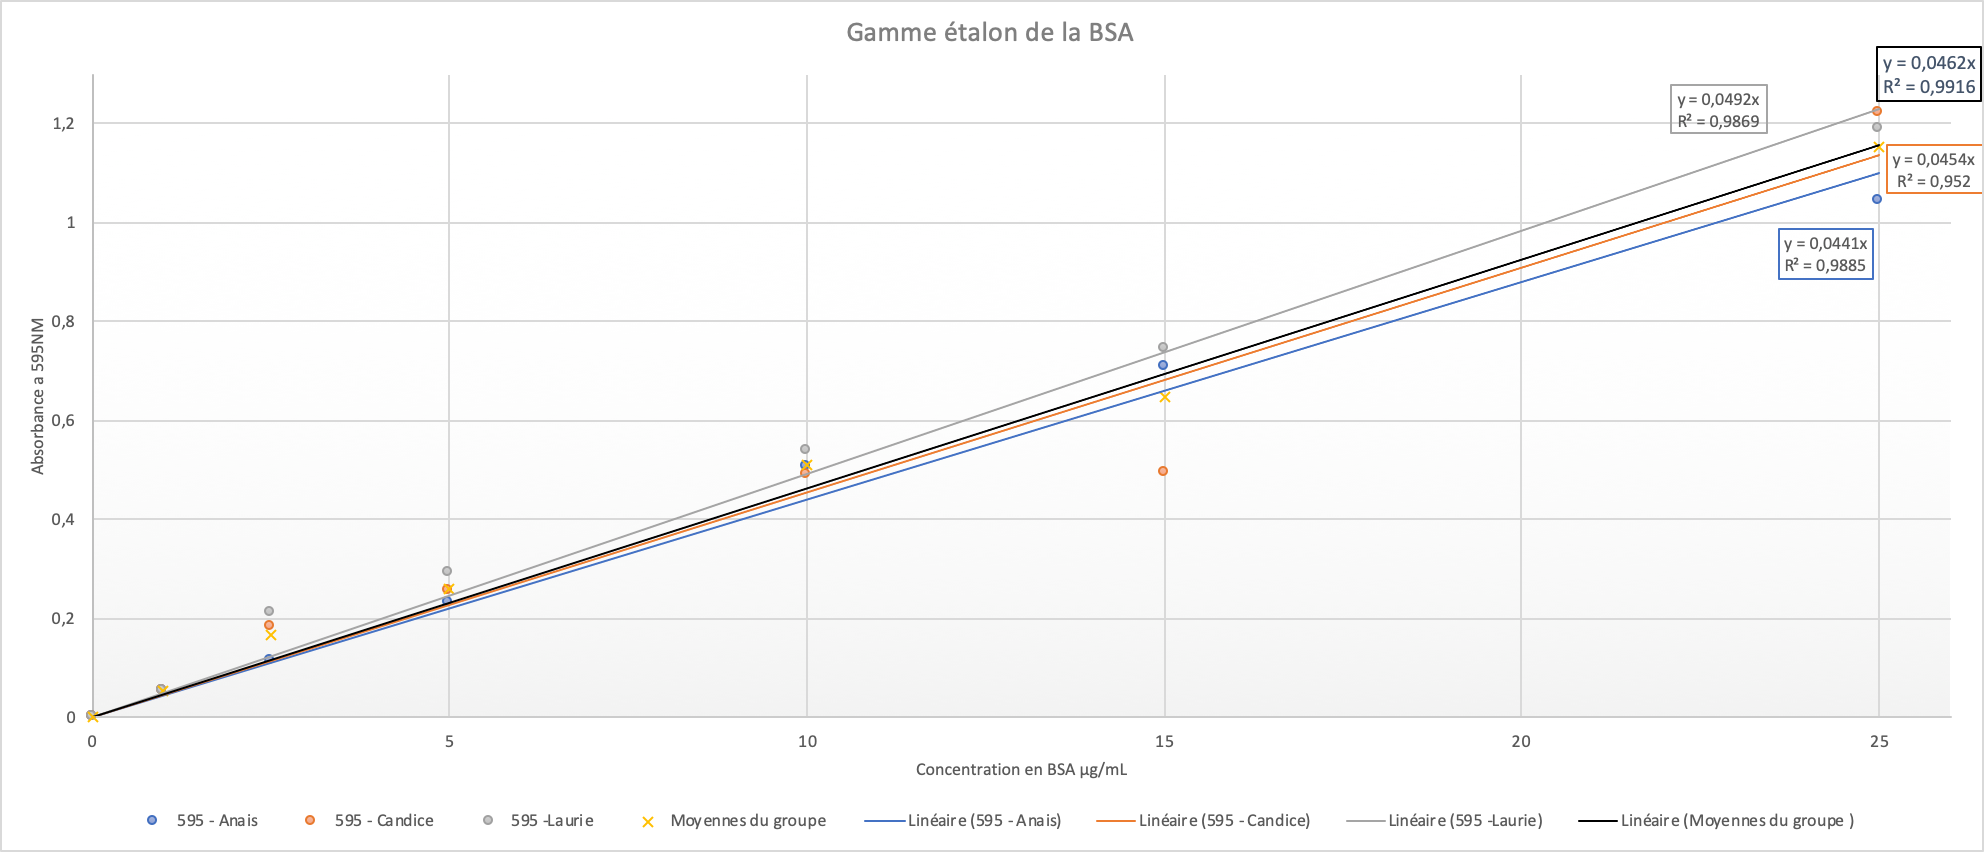 Gamme étalon de la BSA
y = 0,0462x
R² = 0,9916
y = 0,0492x
R² = 0,9869
y = 0,0454x
R² = 0,952
y = 0,0441x
R² = 0,9885
Absorbance a 595NM
1,2
1
0,8
0,6
0,4
0,2
0
0 5 10 15 20 25
Concentration en BSA µg/mL
595 - Anais 595 - Candice 595 -Laurie Moyennes du groupe Linéaire (595 - Anais) Linéaire (595 - Candice) Linéaire (595 -Laurie) Linéaire (Moyennes du groupe )